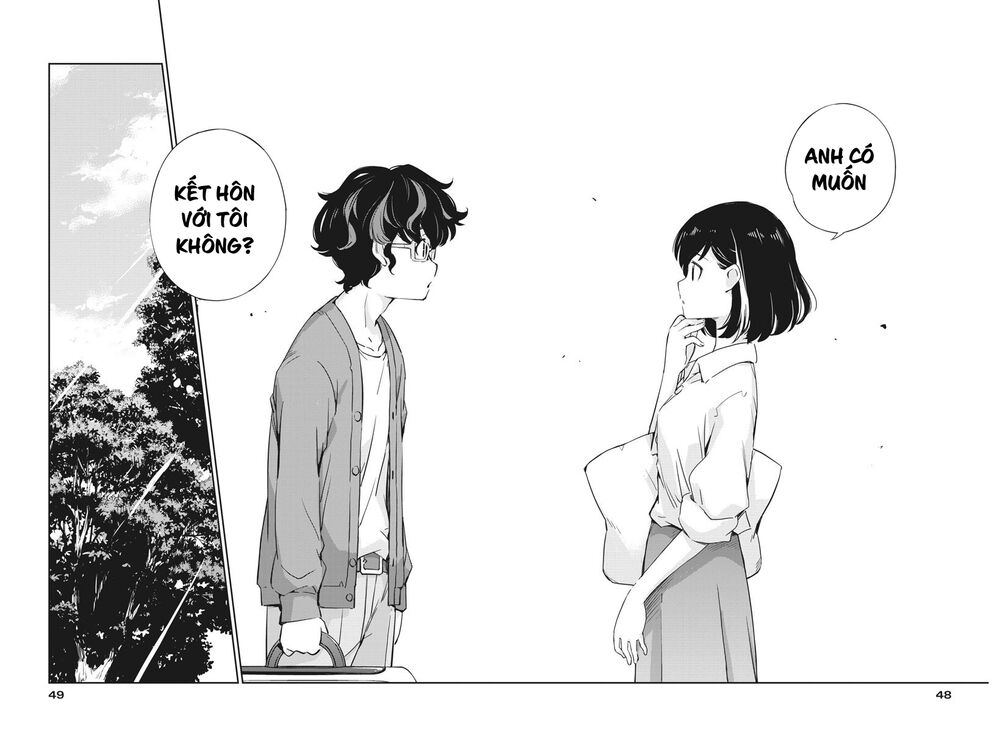 ANH CÓ
MUỐN
KẾT HÔN
VỚI TÔI
KHÔNG?
49
48